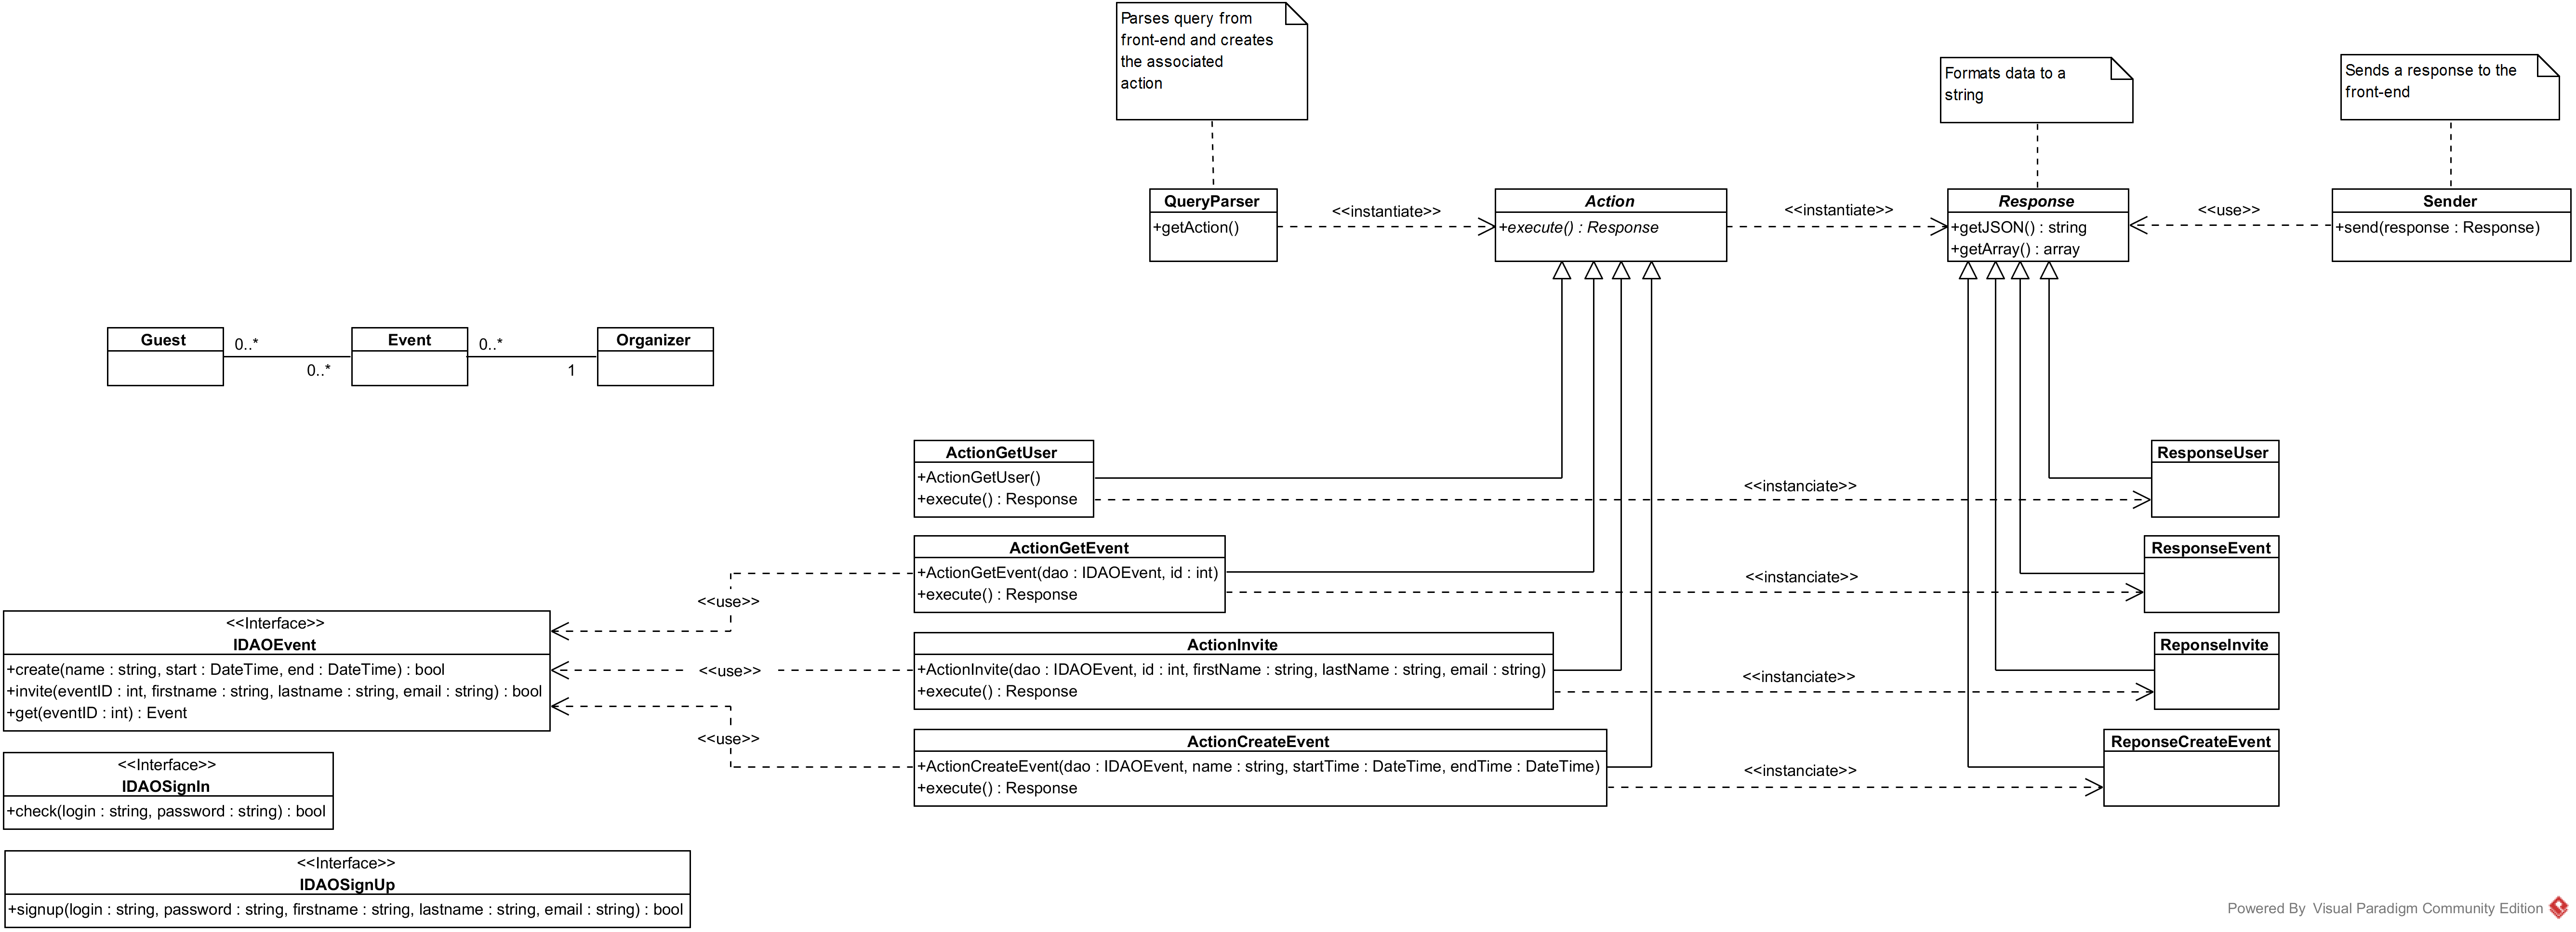 Parses query from
front-end and creates
the associated
action
Formats data to a
string
Sends a response to the
front-end
QueryParser
+getAction()
<<instantiate>>
Action
+execute() : Response
<<instantiate>>
Response
+getJSON() : string
+getArray() : array
<<use>>
Sender
+send(response : Response)
Guest
0..*
0..*
Event
0..*
1
Organizer
ActionGetUser
+ActionGetUser()
+execute() : Response
<<instanciate>>
ResponseUser
ActionGetEvent
+ActionGetEvent(dao : IDAOEvent, id : int)
+execute() : Response
<<instanciate>>
ResponseEvent
<<use>>
<<Interface>>
IDAOEvent
+create(name : string, start : DateTime, end : DateTime) : bool
+invite(eventID : int, firstname : string, lastname : string, email : string) : bool
+get(eventID : int) : Event
<<use>>
ActionInvite
+ActionInvite(dao : IDAOEvent, id : int, firstName : string, lastName : string, email : string)
+execute() : Response
<<instanciate>>
ReponseInvite
<<use>>
ActionCreateEvent
+ActionCreateEvent(dao : IDAOEvent, name : string, startTime : DateTime, endTime : DateTime)
+execute() : Response
<<instanciate>>
ReponseCreateEvent
<<Interface>>
IDAOSignIn
+check(login : string, password : string) : bool
<<Interface>>
IDAOSignUp
+signup(login : string, password : string, firstname : string, lastname : string, email : string) : bool
Powered By Visual Paradigm Community Edition